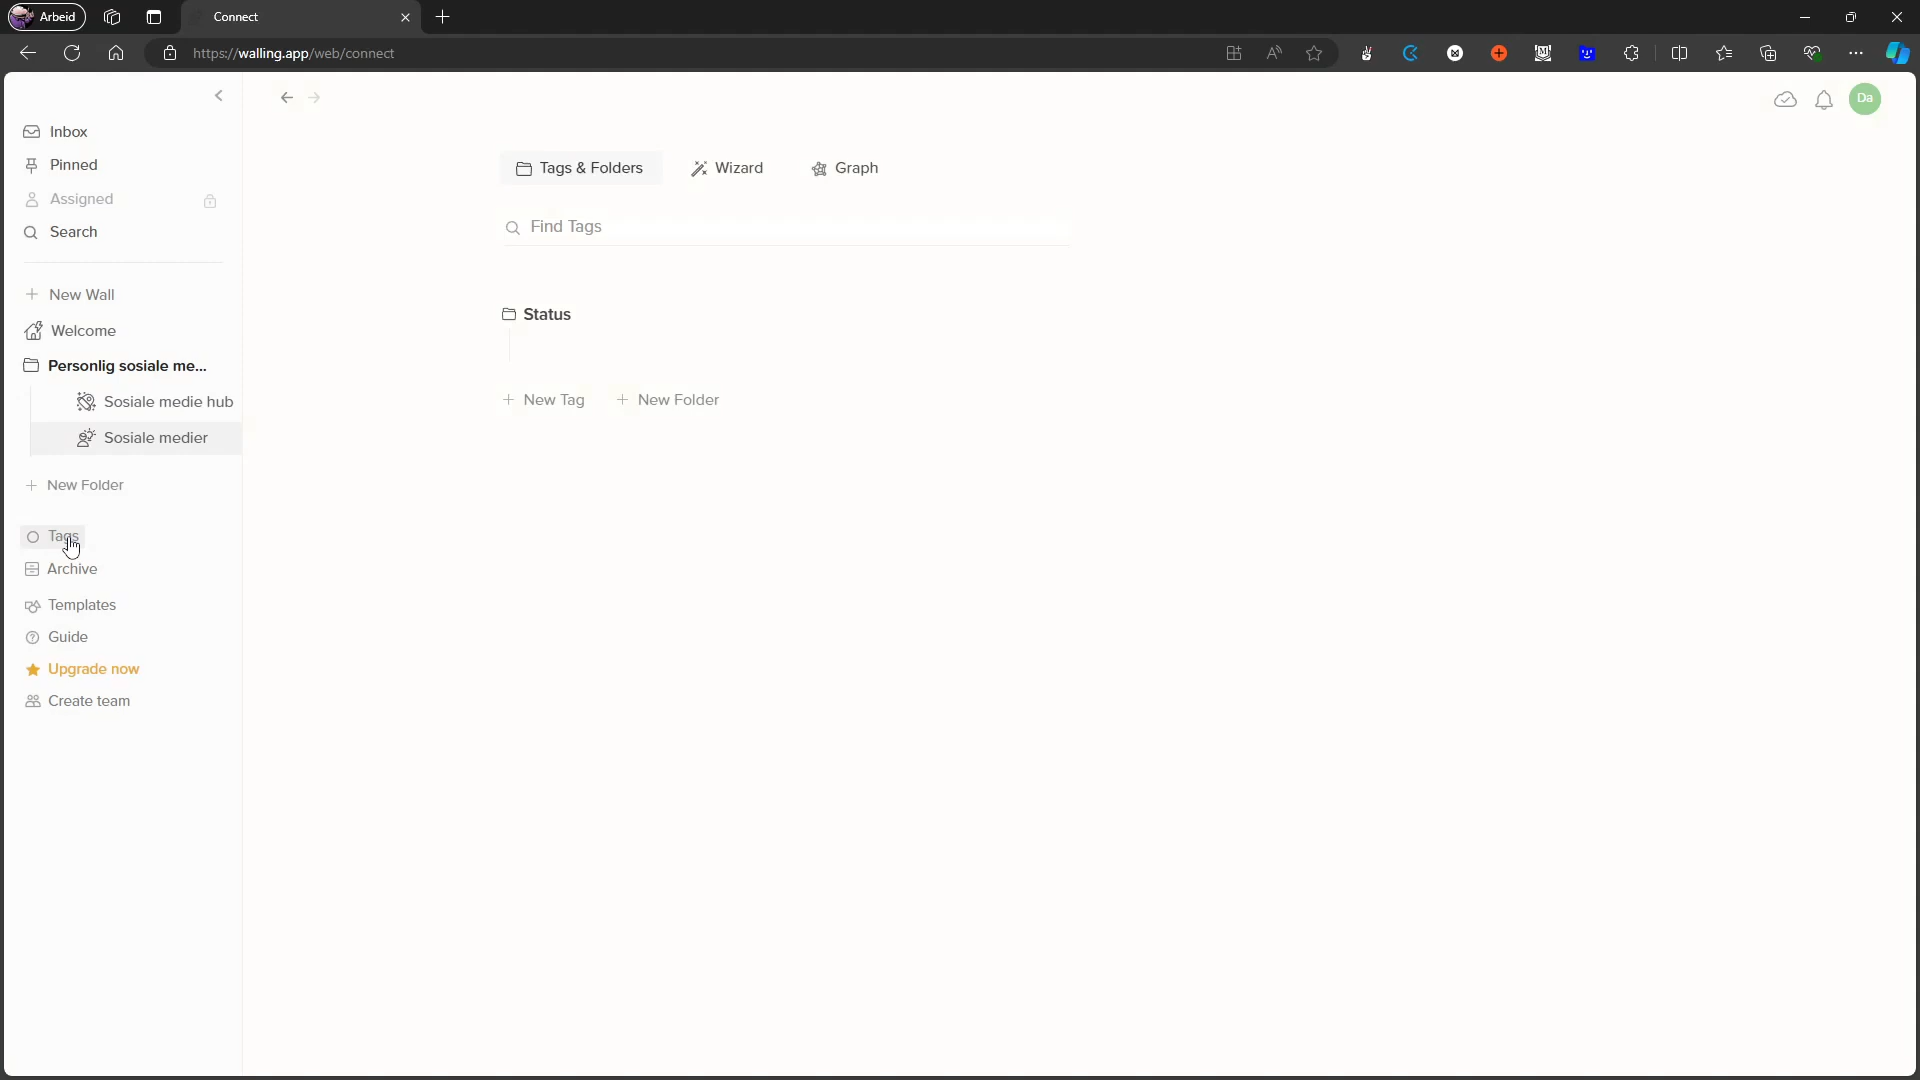 Arbeid
Connect
https://walling.app/web/connect
Da
Inbox
Pinned
Assigned
Search
New Wall
Welcome
Personlig sosiale me...
Sosiale medie hub
Sosiale medier
New Folder
Tags
Archive
Templates
Guide
Upgrade now
Create team
Tags & Folders
Wizard
Graph
Find Tags
Status
New Tag
New Folder